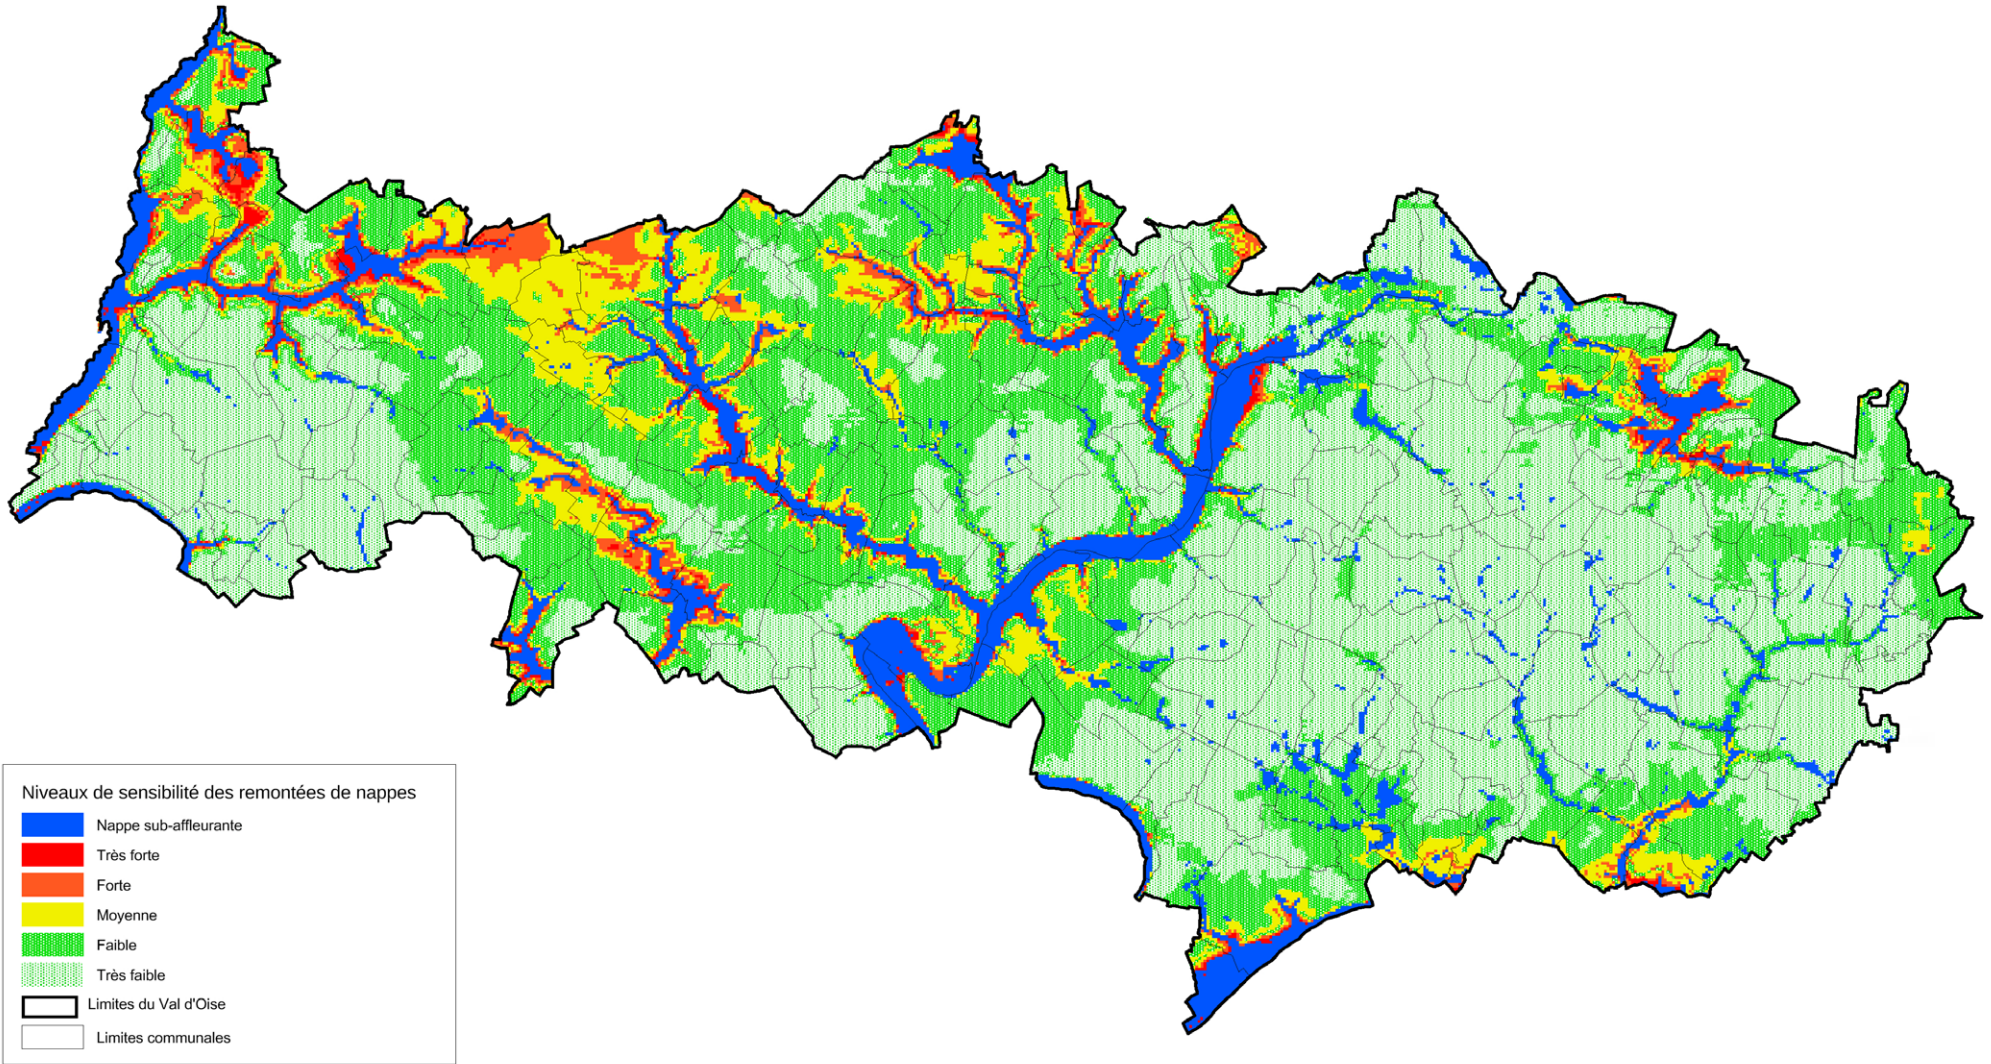 Niveaux de sensibilité des remontées de nappes
Nappe sub-affleurante
Très forte
Forte
Moyenne
Faible
Très faible
Limites du Val d'Oise
Limites communales